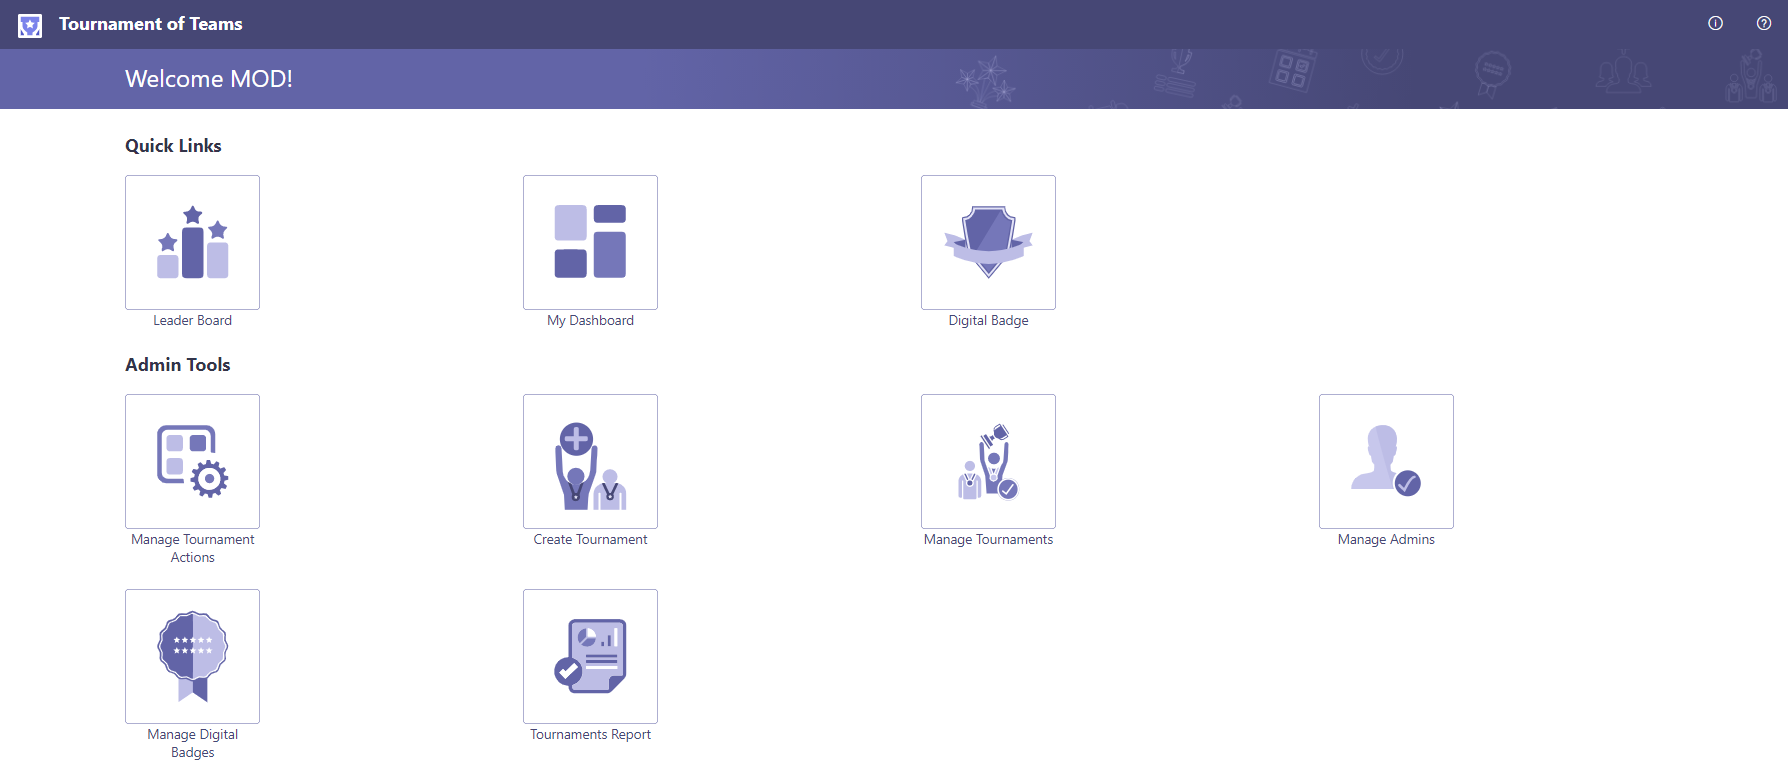 Tournament of Teams
Welcome MOD!
Quick Links
Leader Board
My Dashboard
Digital Badge
Admin Tools
Manage Tournament
Actions
Create Tournament
Manage Tournaments
Manage Admins
Manage Digital
Badges
Tournaments Report